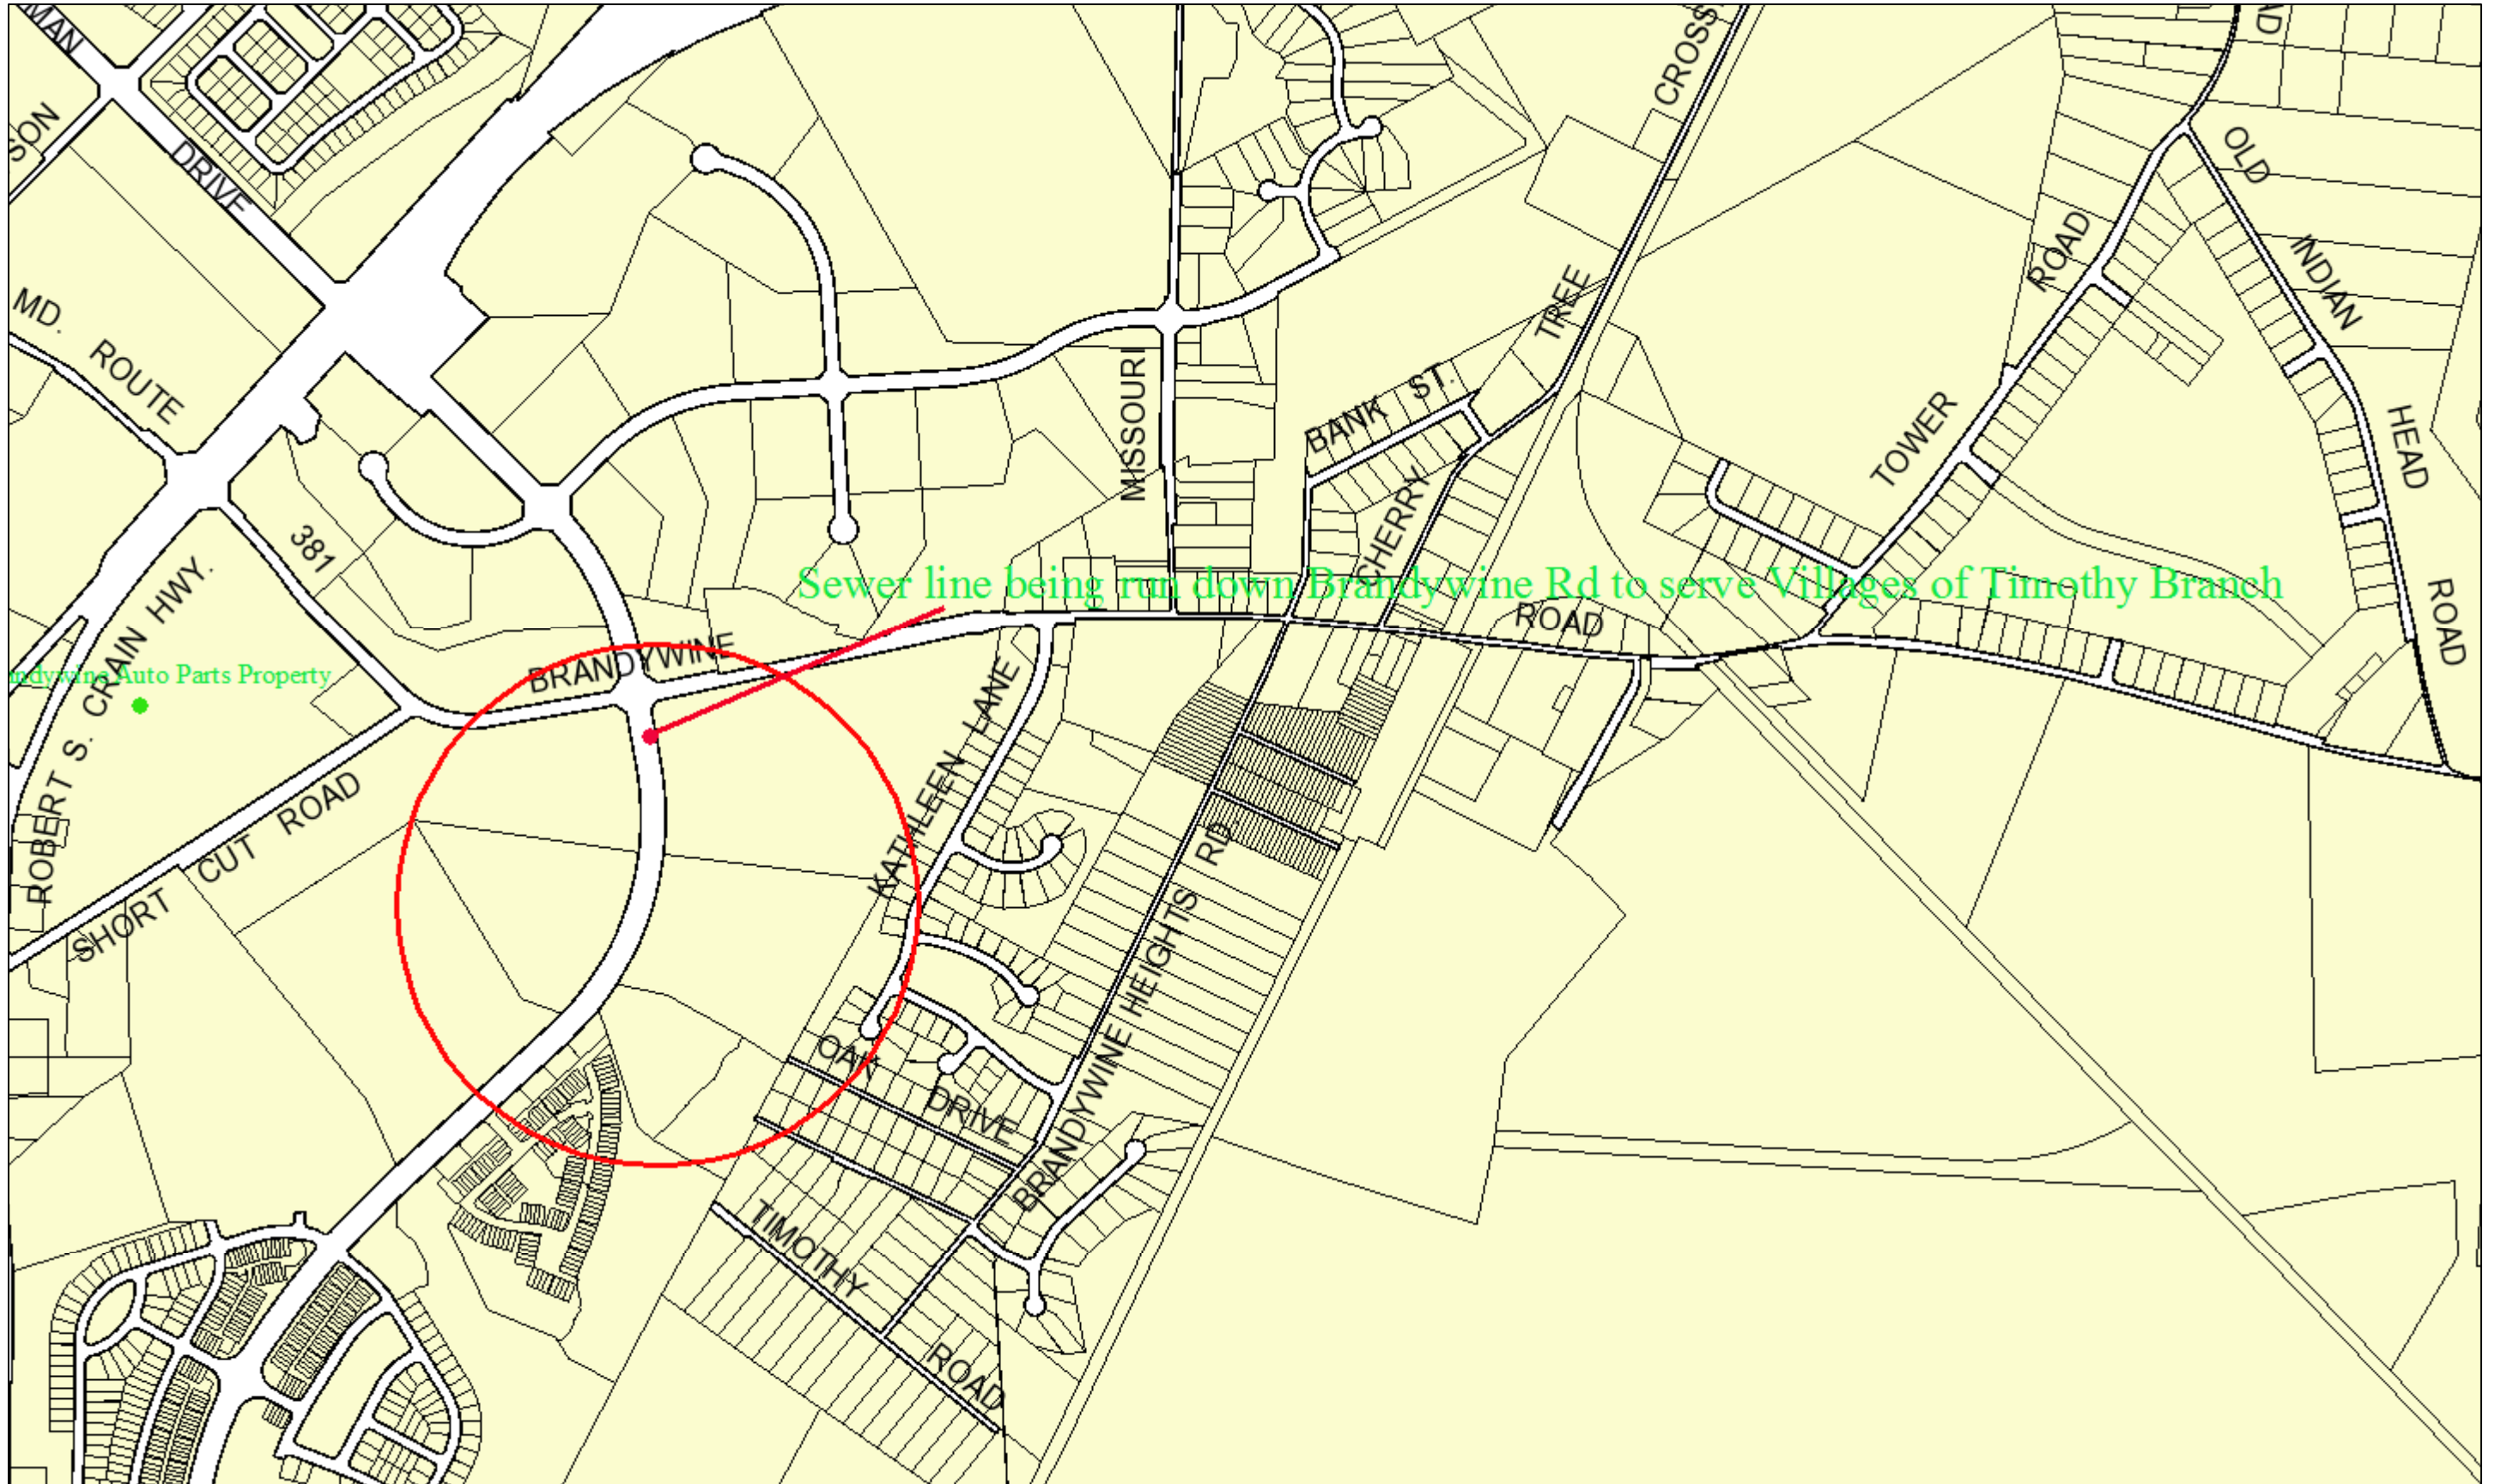 MAN
DRIVE
SON
MD. ROUTE
381
CROSS
TREE
CHERRY
OLD
INDIAN
HEAD
ROAD
TOWER
ROAD
MISSOURI
BANK ST.
Sewer line being run down Brandywine Rd to serve Villages of Timothy Branch
BRANDYWINE
ROAD
Auto Parts Property
ROBERT S. CRAIN HWY.
SHORT CUT ROAD
KATHLEEN LANE
BRANDYWINE HEIGHTS RD
OAK
DRIVE
TIMOTHY
ROAD